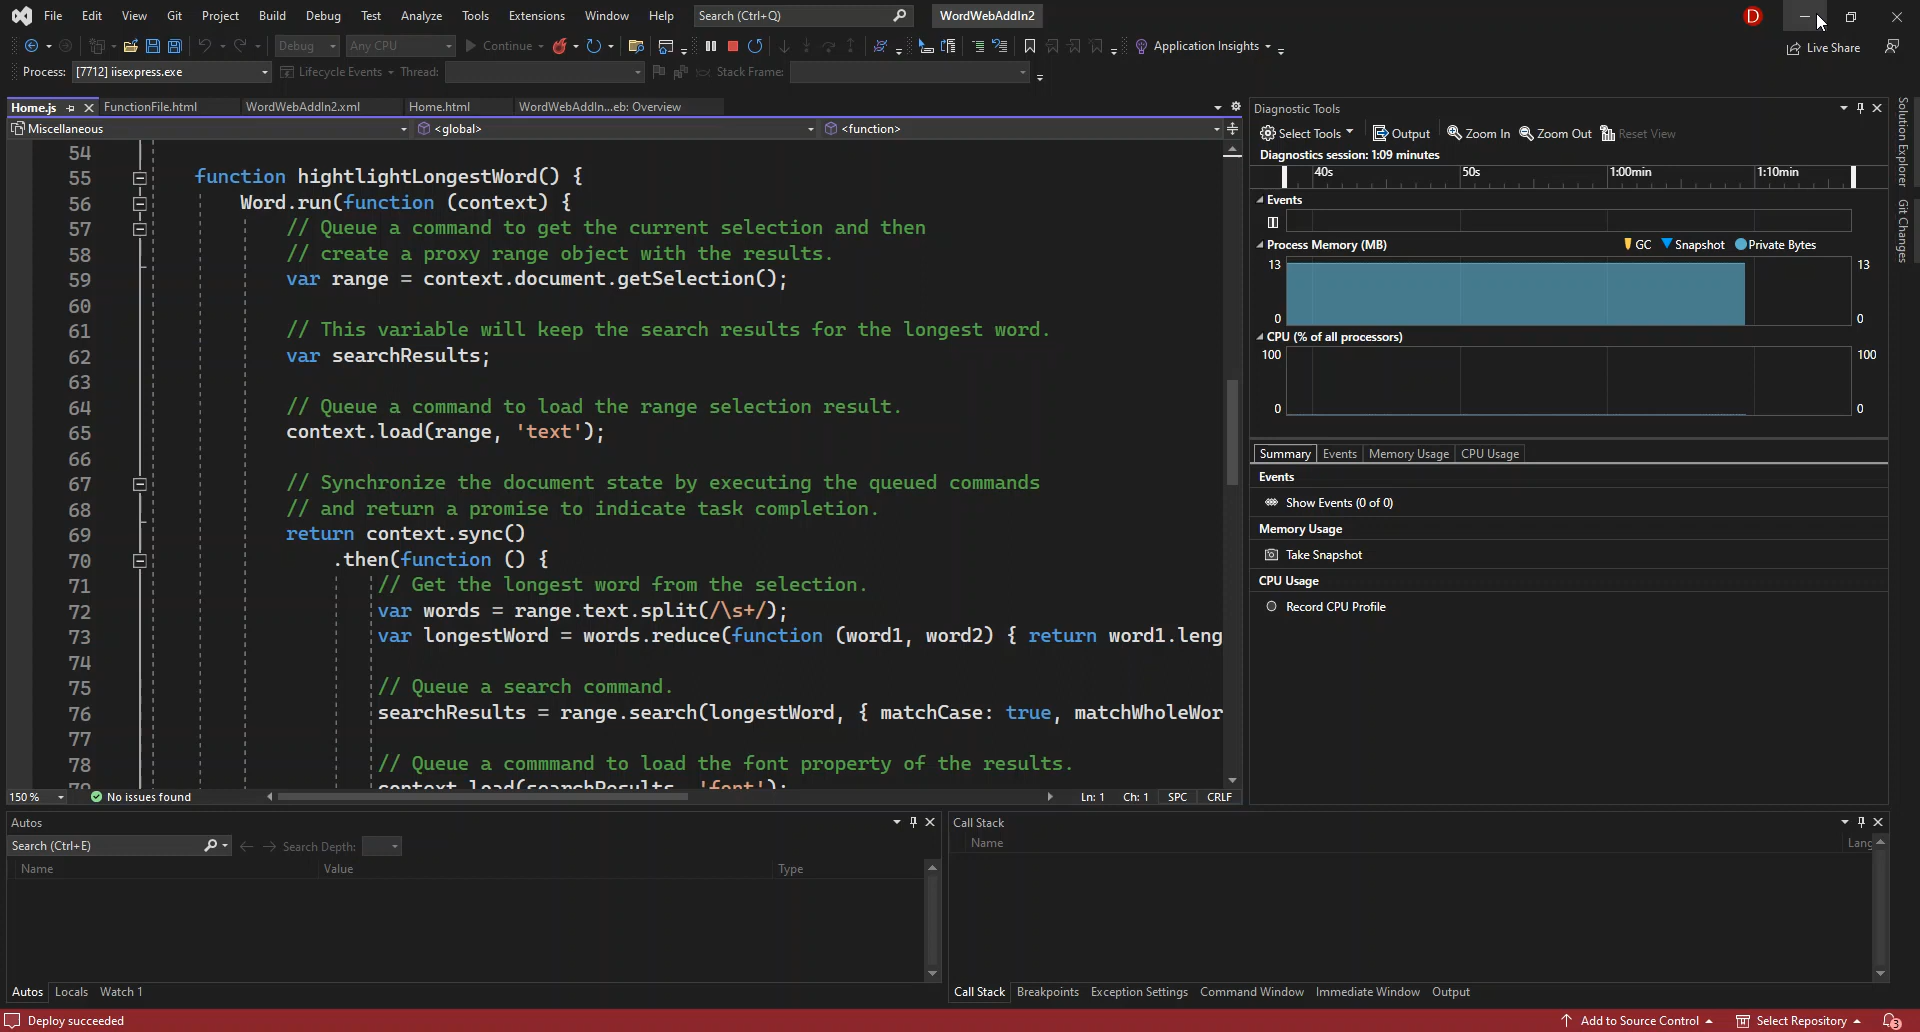 File Edit View Git Project Build Debug Test Analyze Tools Extensions Window Help Search (Ctrl+Q) WordWebAddIn2 D
Debug Any CPU Continue Application Insights Live Share
Process: [7712] iisexpress.exe Lifecycle Events Thread: Stack Frame:
Home.js FunctionFile.html WordWebAddIn2.xml Home.html WordWebAddIn...eb: Overview
Miscellaneous <global> <function>
54
55 function hightlightLongestWord() {
56 Word.run(function (context) {
57 // Queue a command to get the current selection and then
58 // create a proxy range object with the results.
59 var range = context.document.getSelection();
60
61 // This variable will keep the search results for the longest word.
62 var searchResults;
63
64 // Queue a command to load the range selection result.
65 context.load(range, 'text');
66
67 // Synchronize the document state by executing the queued commands
68 // and return a promise to indicate task completion.
69 return context.sync()
70 .then(function () {
71 // Get the longest word from the selection.
72 var words = range.text.split(/\s+/);
73 var longestWord = words.reduce(function (word1, word2) { return word1.leng
74
75 // Queue a search command.
76 searchResults = range.search(longestWord, { matchCase: true, matchWholeWor
77
78 // Queue a commmand to load the font property of the results.
79 context.load(searchResults, 'font');
150 % No issues found Ln: 1 Ch: 1 SPC CRLF
Diagnostic Tools
Select Tools Output Zoom In Zoom Out Reset View
Diagnostics session: 1:09 minutes
40s 50s 1:00min 1:10min
Events
Process Memory (MB) GC Snapshot Private Bytes
13 13
0 0
CPU (% of all processors)
100 100
0 0
Summary Events Memory Usage CPU Usage
Events
Show Events (0 of 0)
Memory Usage
Take Snapshot
CPU Usage
Record CPU Profile
Solution Explorer
Git Changes
Autos
Search (Ctrl+E) Search Depth:
Name Value Type
Autos Locals Watch 1
Call Stack
Name Lang
Call Stack Breakpoints Exception Settings Command Window Immediate Window Output
Deploy succeeded Add to Source Control Select Repository 3